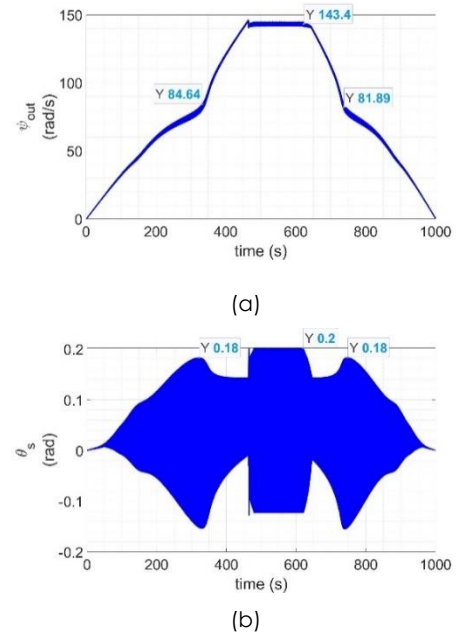 150
100
50
0
ψ_out
(rad/s)
Y 84.64
Y 143.4
Y 81.89
0 200 400 600 800 1000
time (s)
(a)
0.2
0.1
0
-0.1
-0.2
θ_s
(rad)
Y 0.18
Y 0.2
Y 0.18
0 200 400 600 800 1000
time (s)
(b)